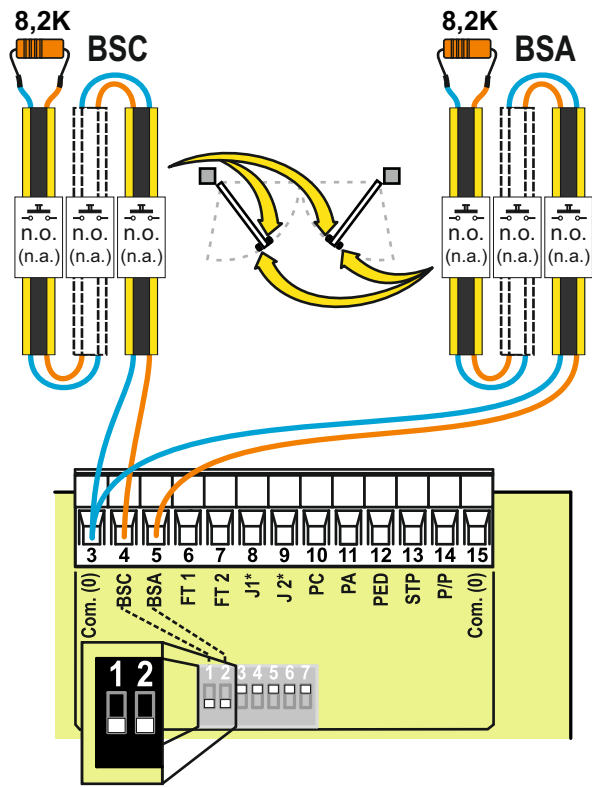 8,2K
BSC
8,2K
BSA
n.o.
(n.a.)
n.o.
(n.a.)
n.o.
(n.a.)
n.o.
(n.a.)
n.o.
(n.a.)
n.o.
(n.a.)
3 4 5 6 7 8 9 10 11 12 13 14 15
Com. (0)
BSC
BSA
FT 1
FT 2
J1*
J 2*
PC
PA
PED
STP
P/P
Com. (0)
1 2
1 2 3 4 5 6 7